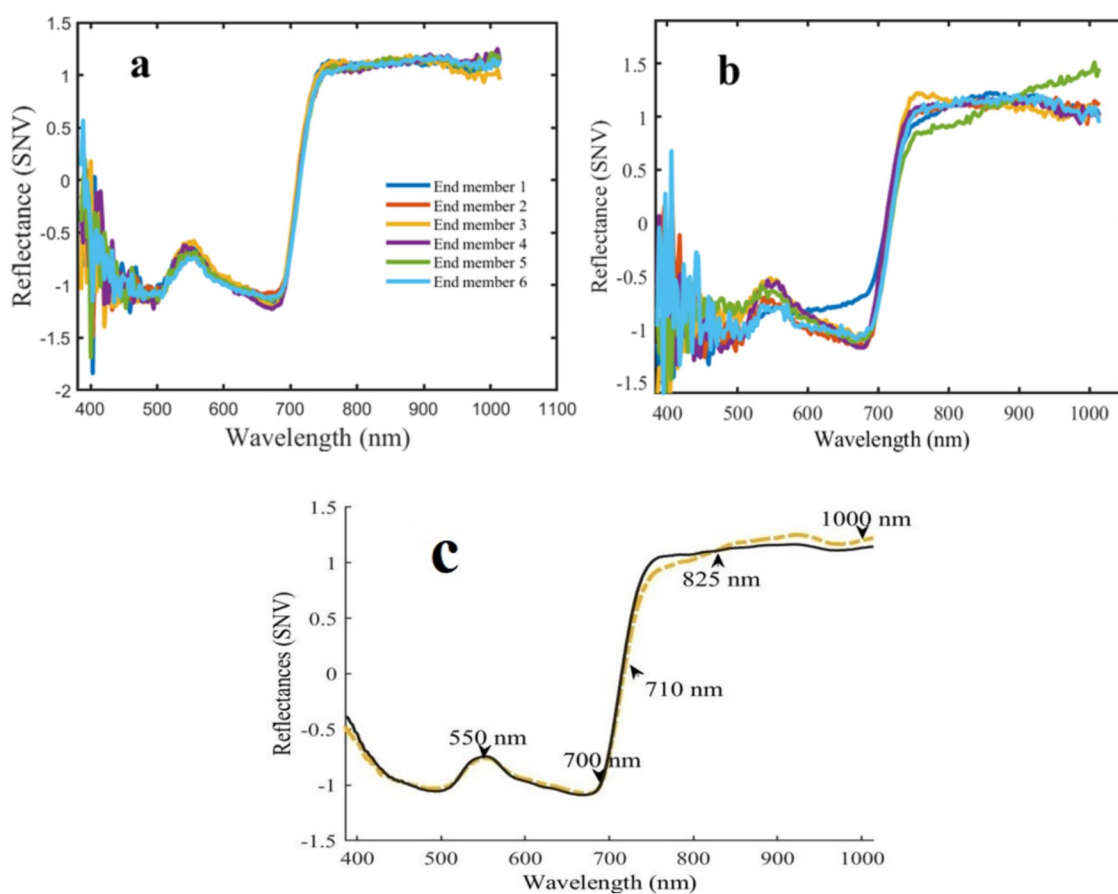 a
1.5
1
0.5
0
-0.5
-1
-1.5
-2
Reflectance (SNV)
400 500 600 700 800 900 1000 1100
Wavelength (nm)
End member 1
End member 2
End member 3
End member 4
End member 5
End member 6
b
1.5
1
0.5
0
-0.5
-1
-1.5
Reflectance (SNV)
400 500 600 700 800 900 1000
Wavelength (nm)
c
1.5
1
0.5
0
-0.5
-1
-1.5
Reflectances (SNV)
1000 nm
825 nm
710 nm
550 nm
700 nm
400 500 600 700 800 900 1000
Wavelength (nm)